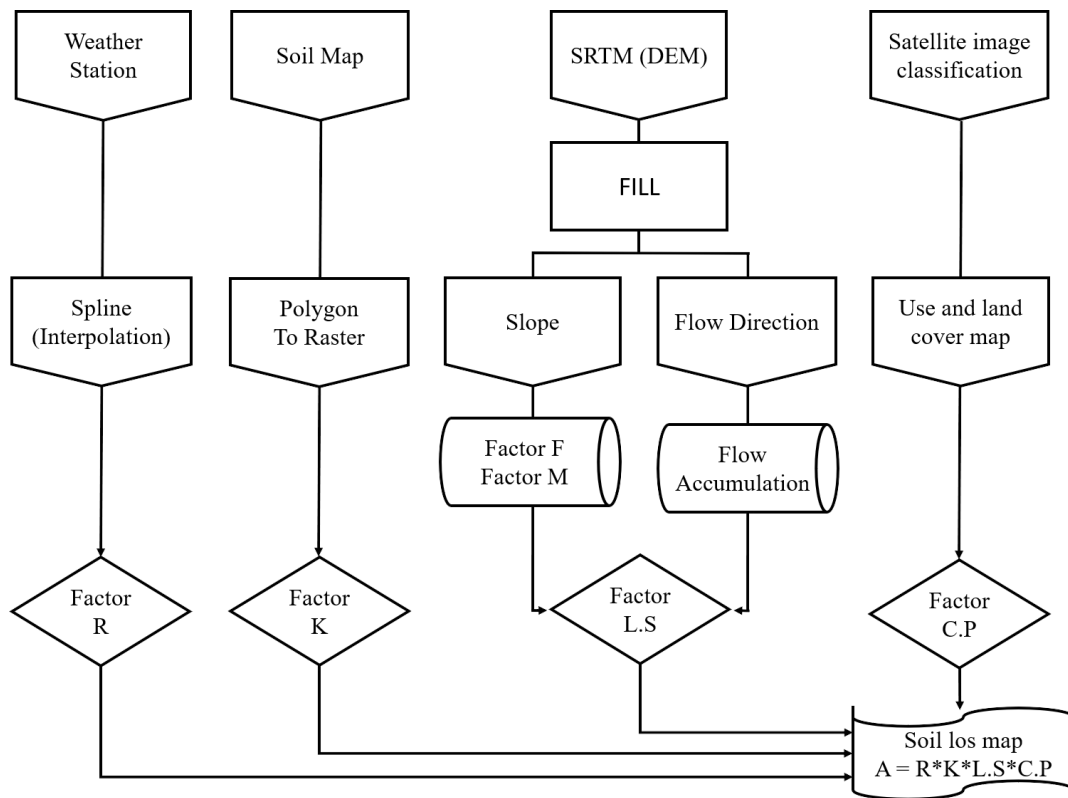 Weather
Station
Soil Map
SRTM (DEM)
Satellite image
classification
FILL
Spline
(Interpolation)
Polygon
To Raster
Slope
Flow Direction
Use and land
cover map
Factor F
Factor M
Flow
Accumulation
Factor
R
Factor
K
Factor
L.S
Factor
C.P
Soil los map
A = R*K*L.S*C.P